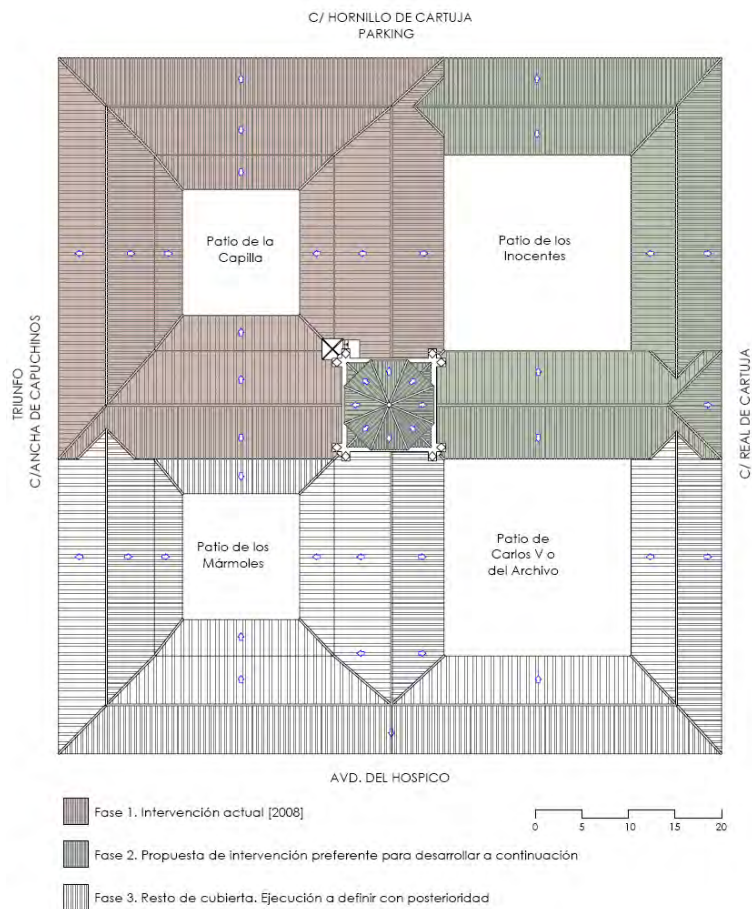 C/ HORNILLO DE CARTUJA
PARKING
Patio de la
Capilla
Patio de los
Inocentes
TRIUNFO
C/ANCHA DE CAPUCHINOS
C/ REAL DE CARTUJA
Patio de los
Mármoles
Patio de
Carlos V o
del Archivo
AVD. DEL HOSPICO
Fase 1. Intervención actual [2008]
0 5 10 15 20
Fase 2. Propuesta de intervención preferente para desarrollar a continuación
Fase 3. Resto de cubierta. Ejecución a definir con posterioridad